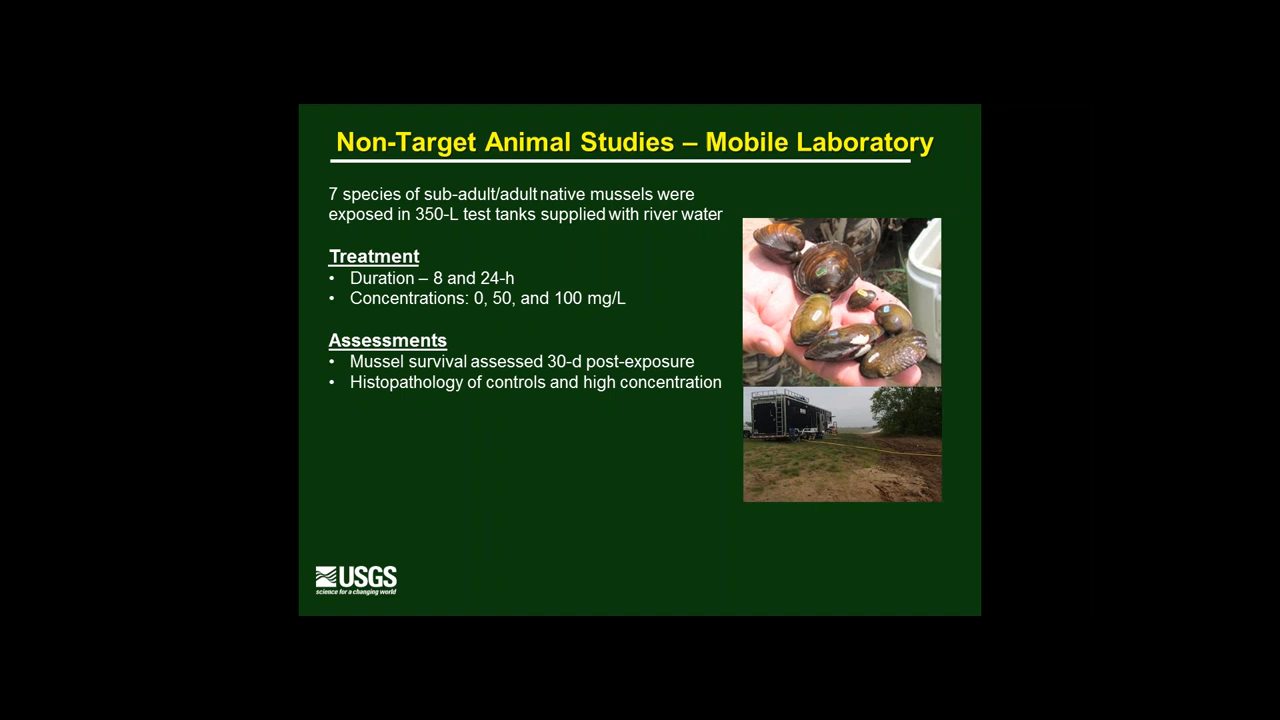 Non-Target Animal Studies – Mobile Laboratory
7 species of sub-adult/adult native mussels were
exposed in 350-L test tanks supplied with river water
Treatment
• Duration – 8 and 24-h
• Concentrations: 0, 50, and 100 mg/L
Assessments
• Mussel survival assessed 30-d post-exposure
• Histopathology of controls and high concentration
USGS
science for a changing world